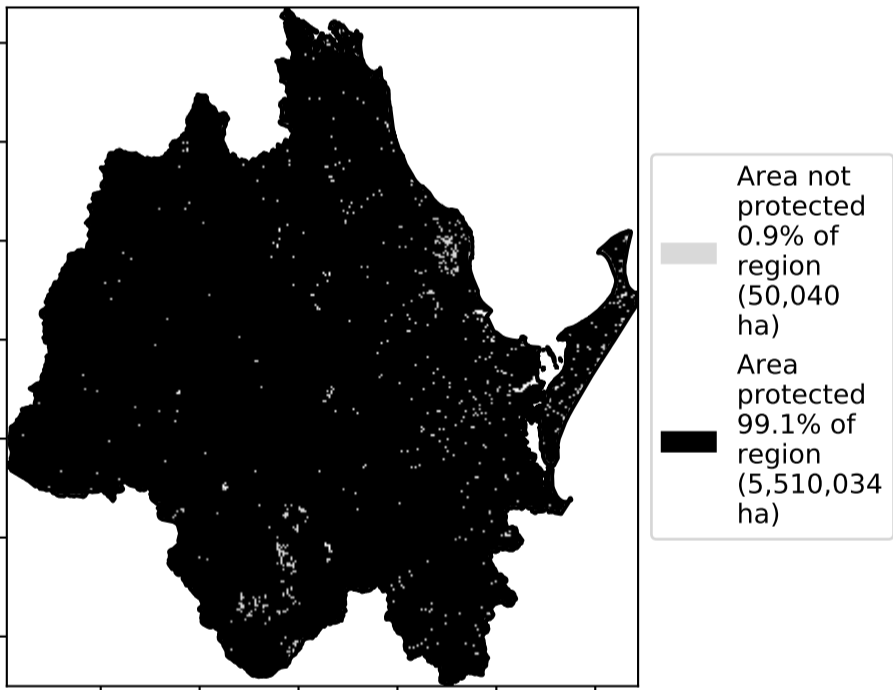 Area not
protected
0.9% of
region
(50,040
ha)
Area
protected
99.1% of
region
(5,510,034
ha)